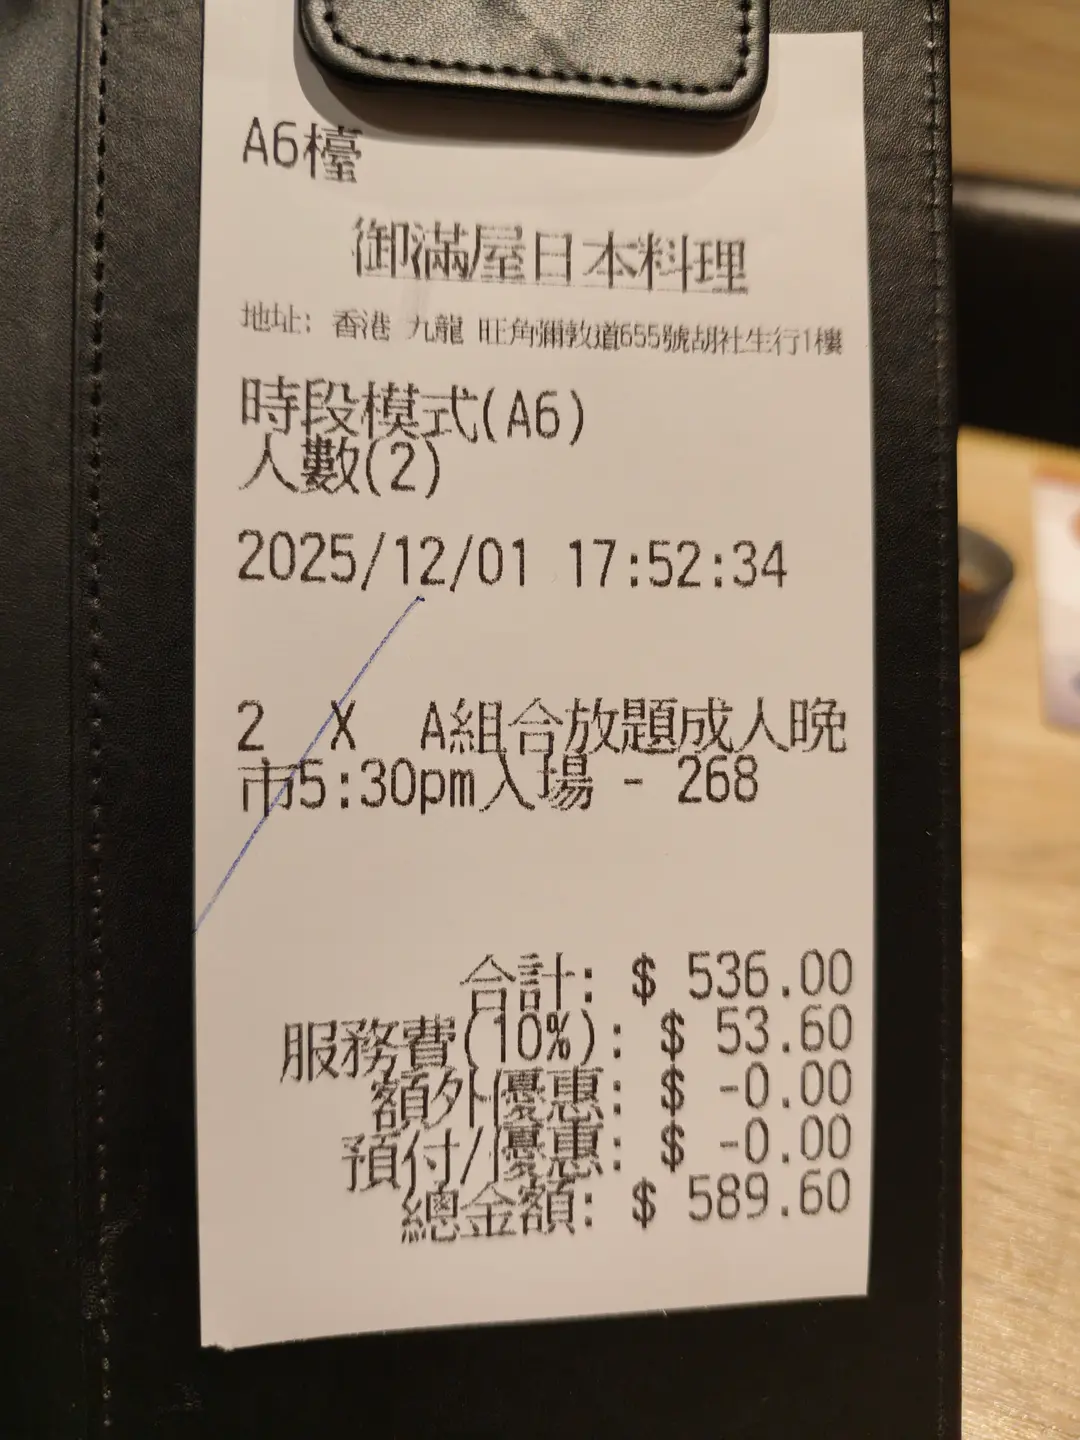 A6檯
御滿屋日本料理
地址: 香港 九龍 旺角彌敦道655號胡社生行1樓
時段模式(A6)
人數(2)
2025/12/01 17:52:34
2 X A組合放題成人晚
市5:30pm入場 - 268
合計: $ 536.00
服務費(10%): $ 53.60
額外優惠: $ -0.00
預付/優惠: $ -0.00
總金額: $ 589.60